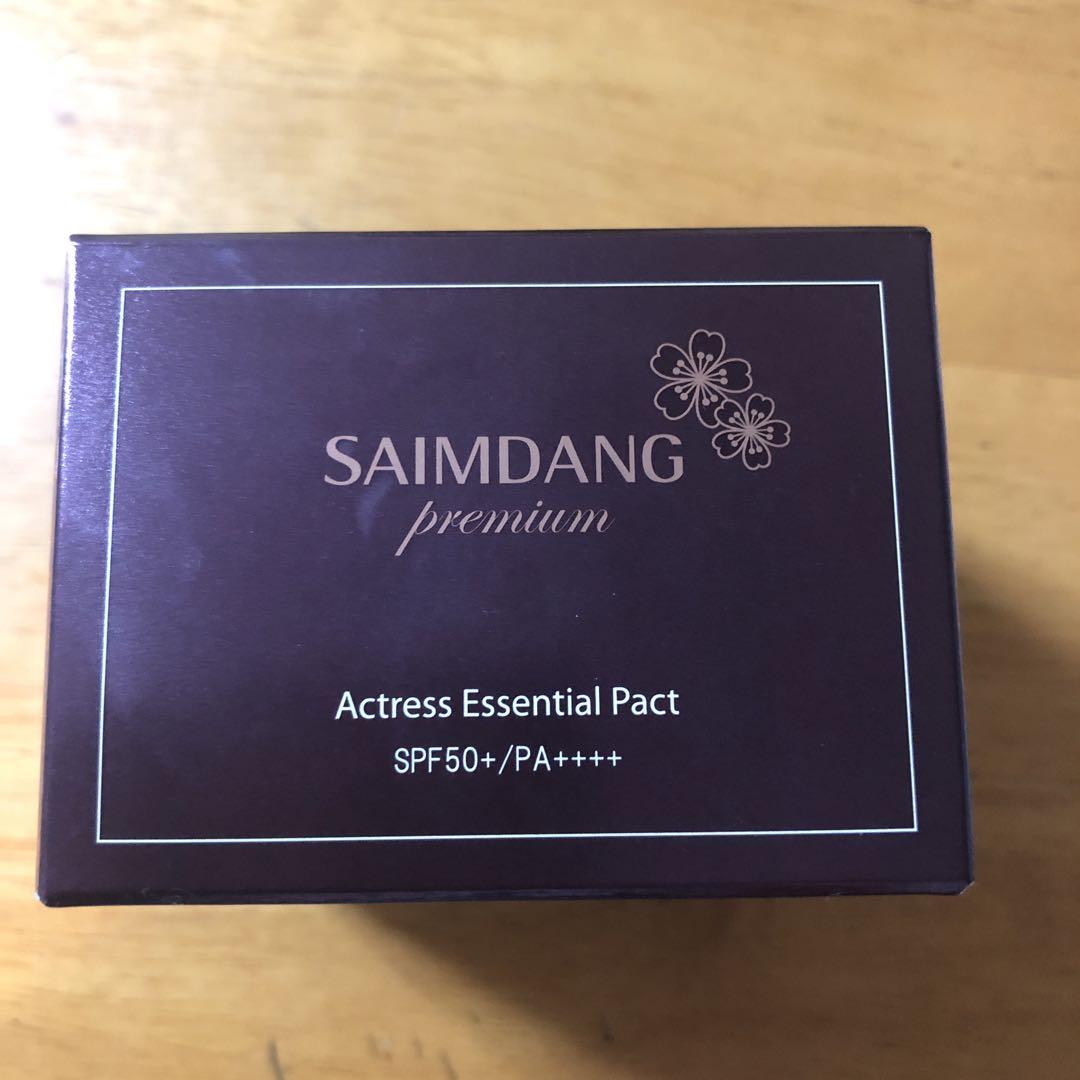 SAIMDANG
premium
Actress Essential Pact
SPF50+/PA++++